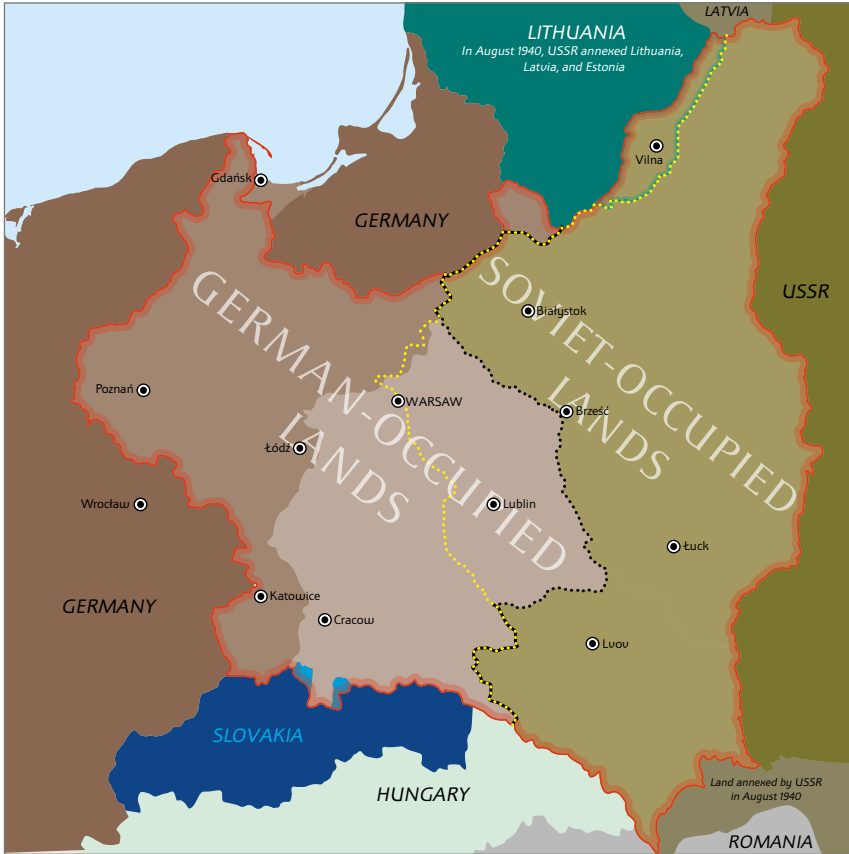 LATVIA
LITHUANIA
In August 1940, USSR annexed Lithuania,
Latvia, and Estonia
Vilna
Gdańsk
GERMANY
USSR
SOVIET-OCCUPIED
LANDS
GERMAN-OCCUPIED
LANDS
Białystok
Poznań
WARSAW
Brześć
Łódź
Wrocław
Lublin
Łuck
GERMANY
Katowice
Cracow
Lvov
SLOVAKIA
HUNGARY
Land annexed by USSR
in August 1940
ROMANIA